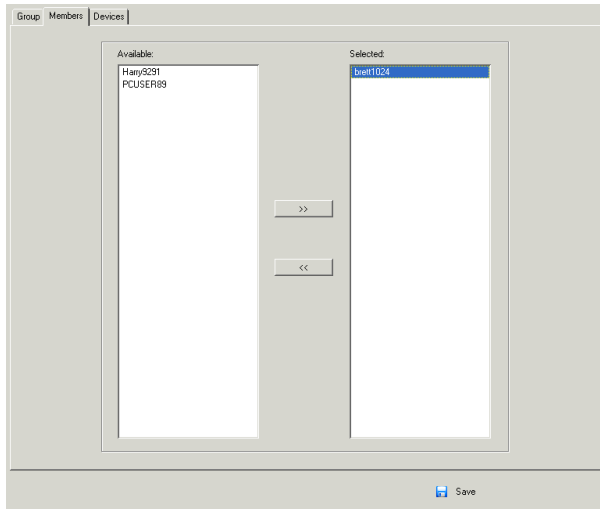 Group Members Devices
Available: Selected:
Harry9291 brett1024
PCUSER89
>>
<<
Save